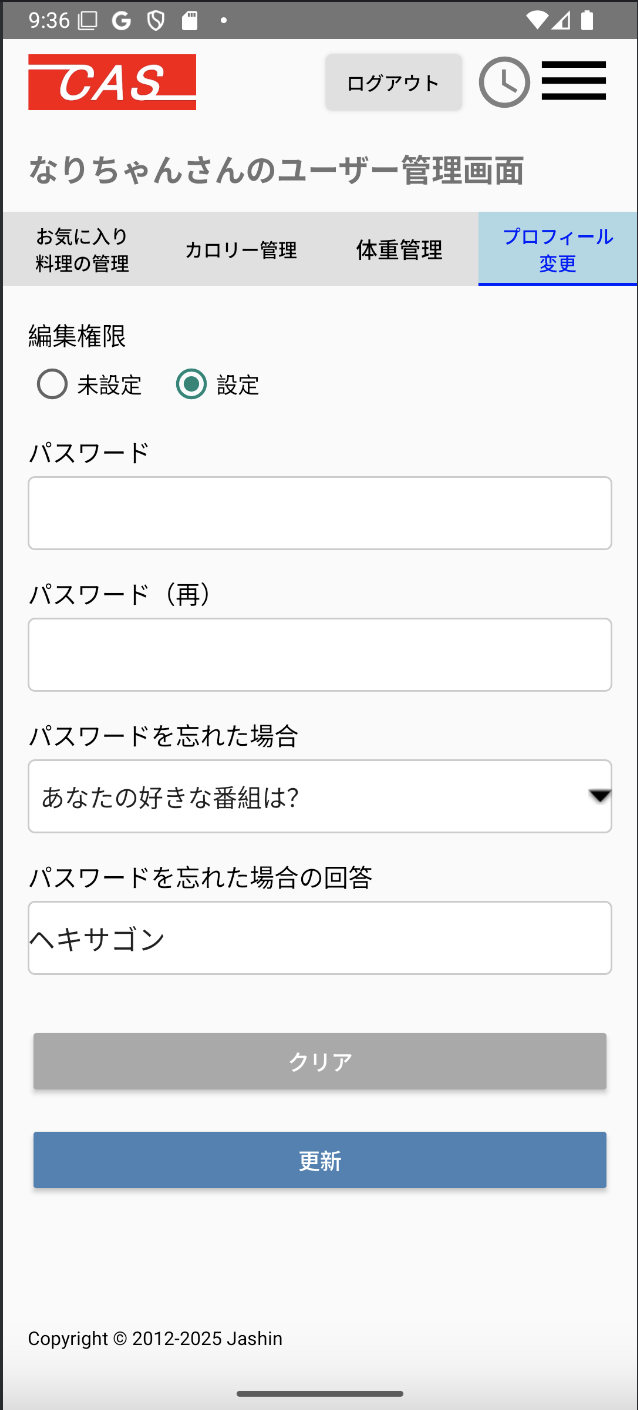 9:36
CAS
ログアウト
なりちゃんさんのユーザー管理画面
お気に入り
料理の管理
カロリー管理
体重管理
プロフィール
変更
編集権限
未設定
設定
パスワード
パスワード（再）
パスワードを忘れた場合
あなたの好きな番組は？
パスワードを忘れた場合の回答
ヘキサゴン
クリア
更新
Copyright © 2012-2025 Jashin